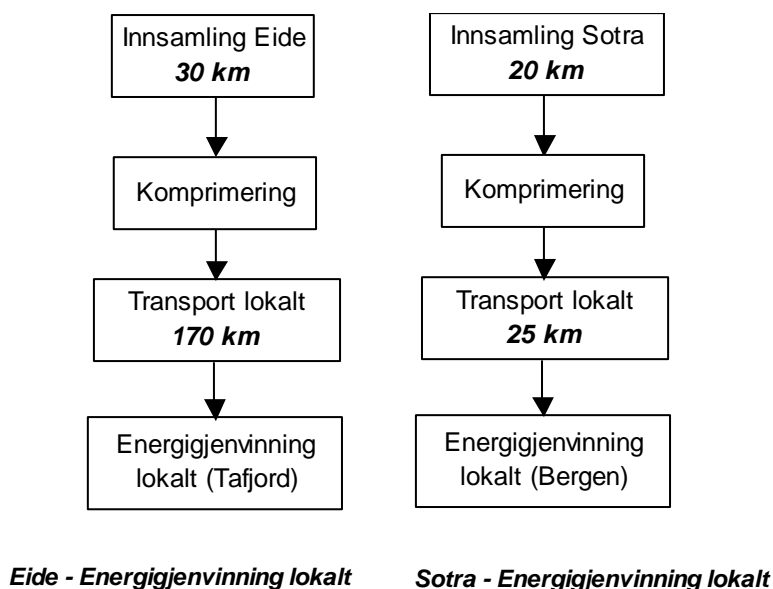 Innsamling Eide
30 km
Komprimering
Transport lokalt
170 km
Energigjenvinning
lokalt (Tafjord)
Eide - Energigjenvinning lokalt
Innsamling Sotra
20 km
Komprimering
Transport lokalt
25 km
Energigjenvinning
lokalt (Bergen)
Sotra - Energigjenvinning lokalt